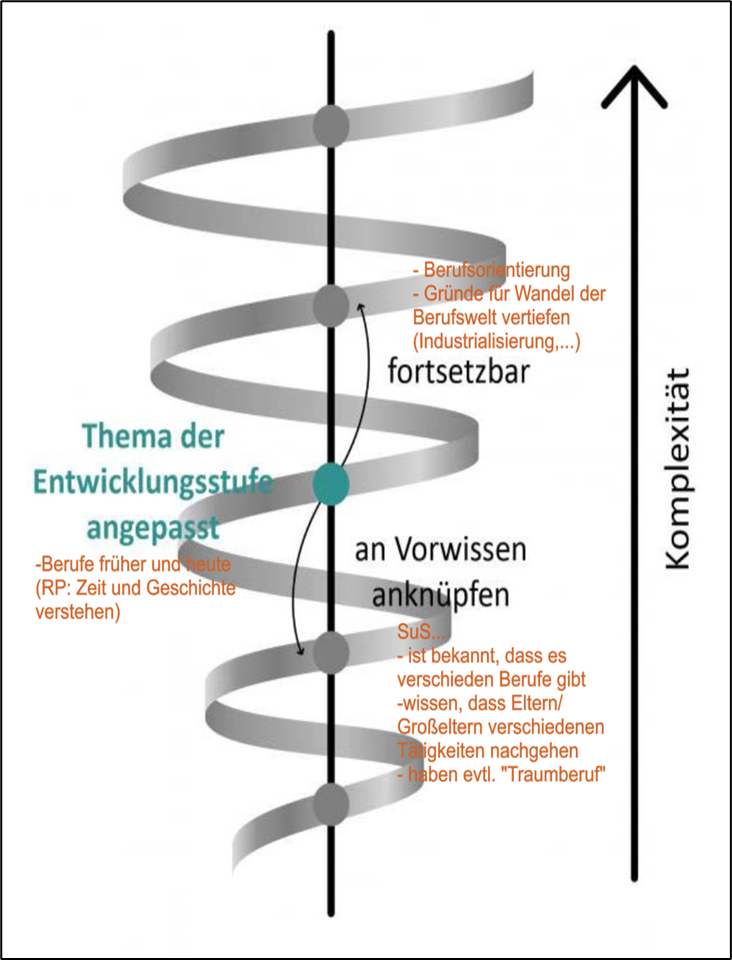 - Berufsorientierung
- Gründe für Wandel der
Berufswelt vertiefen
(Industrialisierung,...)
fortsetzbar
Komplexität
Thema der
Entwicklungsstufe
angepasst
-Berufe früher und heute
(RP: Zeit und Geschichte
verstehen)
an Vorwissen
anknüpfen
SuS...
- ist bekannt, dass es
verschieden Berufe gibt
-wissen, dass Eltern/
Großeltern verschiedenen
Tätigkeiten nachgehen
- haben evtl. "Traumberuf"